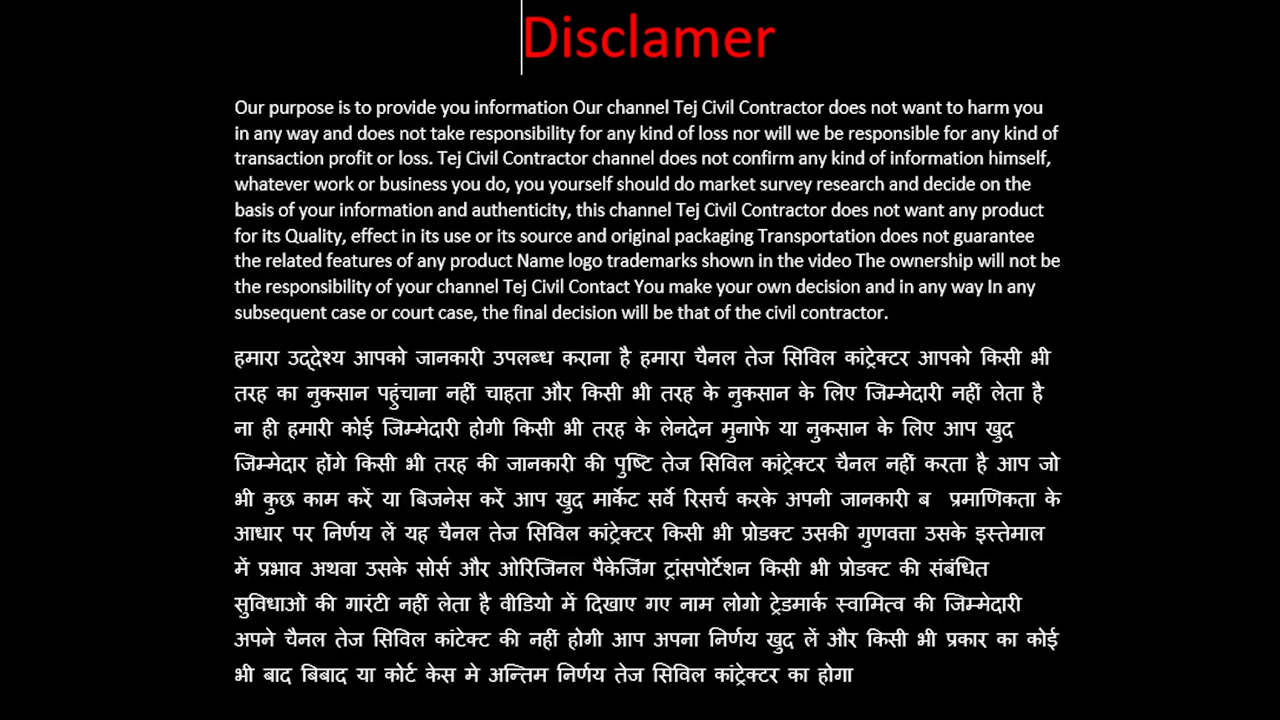 Disclamer
Our purpose is to provide you information Our channel Tej Civil Contractor does not want to harm you
in any way and does not take responsibility for any kind of loss nor will we be responsible for any kind of
transaction profit or loss. Tej Civil Contractor channel does not confirm any kind of information himself,
whatever work or business you do, you yourself should do market survey research and decide on the
basis of your information and authenticity, this channel Tej Civil Contractor does not want any product
for its Quality, effect in its use or its source and original packaging Transportation does not guarantee
the related features of any product Name logo trademarks shown in the video The ownership will not be
the responsibility of your channel Tej Civil Contact You make your own decision and in any way In any
subsequent case or court case, the final decision will be that of the civil contractor.
हमारा उद्देश्य आपको जानकारी उपलब्ध कराना है हमारा चैनल तेज सिविल कांट्रेक्टर आपको किसी भी
तरह का नुकसान पहुंचाना नहीं चाहता और किसी भी तरह के नुकसान के लिए जिम्मेदारी नहीं लेता है
ना ही हमारी कोई जिम्मेदारी होगी किसी भी तरह के लेनदेन मुनाफे या नुकसान के लिए आप खुद
जिम्मेदार होंगे किसी भी तरह की जानकारी की पुष्टि तेज सिविल कांट्रेक्टर चैनल नहीं करता है आप जो
भी कुछ काम करें या बिजनेस करें आप खुद मार्केट सर्वे रिसर्च करके अपनी जानकारी ब प्रमाणिकता के
आधार पर निर्णय लें यह चैनल तेज सिविल कांट्रेक्टर किसी भी प्रोडक्ट उसकी गुणवत्ता उसके इस्तेमाल
में प्रभाव अथवा उसके सोर्स और ओरिजिनल पैकेजिंग ट्रांसपोर्टेशन किसी भी प्रोडक्ट की संबंधित
सुविधाओं की गारंटी नहीं लेता है वीडियो में दिखाए गए नाम लोगो ट्रेडमार्क स्वामित्व की जिम्मेदारी
अपने चैनल तेज सिविल कांटेक्ट की नहीं होगी आप अपना निर्णय खुद लें और किसी भी प्रकार का कोई
भी बाद बिबाद या कोर्ट केस मे अन्तिम निर्णय तेज सिविल कांट्रेक्टर का होगा